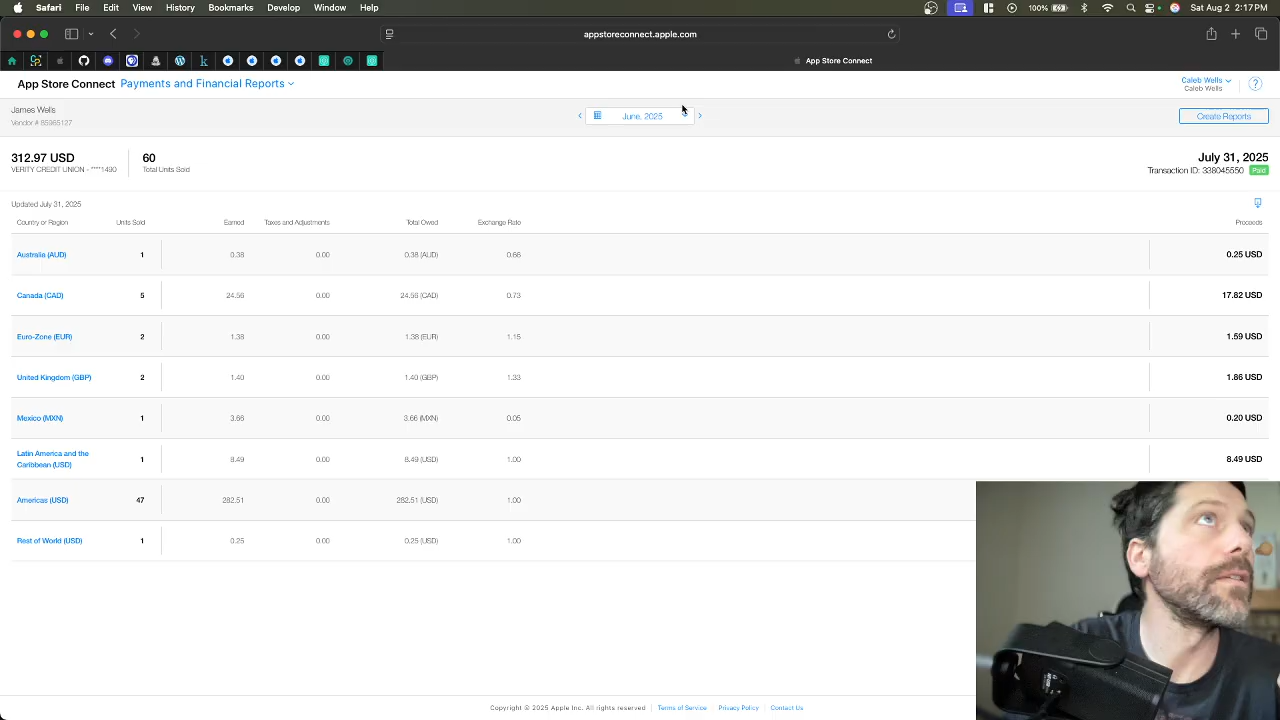 Safari File Edit View History Bookmarks Develop Window Help
100%
Sat Aug 2 2:17 PM
appstoreconnect.apple.com
App Store Connect
App Store Connect Payments and Financial Reports
Caleb Wells
Caleb Wells
James Wells
Vendor # 85965127
June, 2025
Create Reports
312.97 USD
VERITY CREDIT UNION - ****1490
60
Total Units Sold
July 31, 2025
Transaction ID: 338045550 Paid
Updated July 31, 2025
Country or Region Units Sold Earned Taxes and Adjustments Total Owed Exchange Rate Proceeds
Australia (AUD) 1 0.38 0.00 0.38 (AUD) 0.66 0.25 USD
Canada (CAD) 5 24.56 0.00 24.56 (CAD) 0.73 17.82 USD
Euro-Zone (EUR) 2 1.38 0.00 1.38 (EUR) 1.15 1.59 USD
United Kingdom (GBP) 2 1.40 0.00 1.40 (GBP) 1.33 1.86 USD
Mexico (MXN) 1 3.66 0.00 3.66 (MXN) 0.05 0.20 USD
Latin America and the
Caribbean (USD) 1 8.49 0.00 8.49 (USD) 1.00 8.49 USD
Americas (USD) 47 282.51 0.00 282.51 (USD) 1.00
Rest of World (USD) 1 0.25 0.00 0.25 (USD) 1.00
Copyright © 2025 Apple Inc. All rights reserved Terms of Service Privacy Policy Contact Us